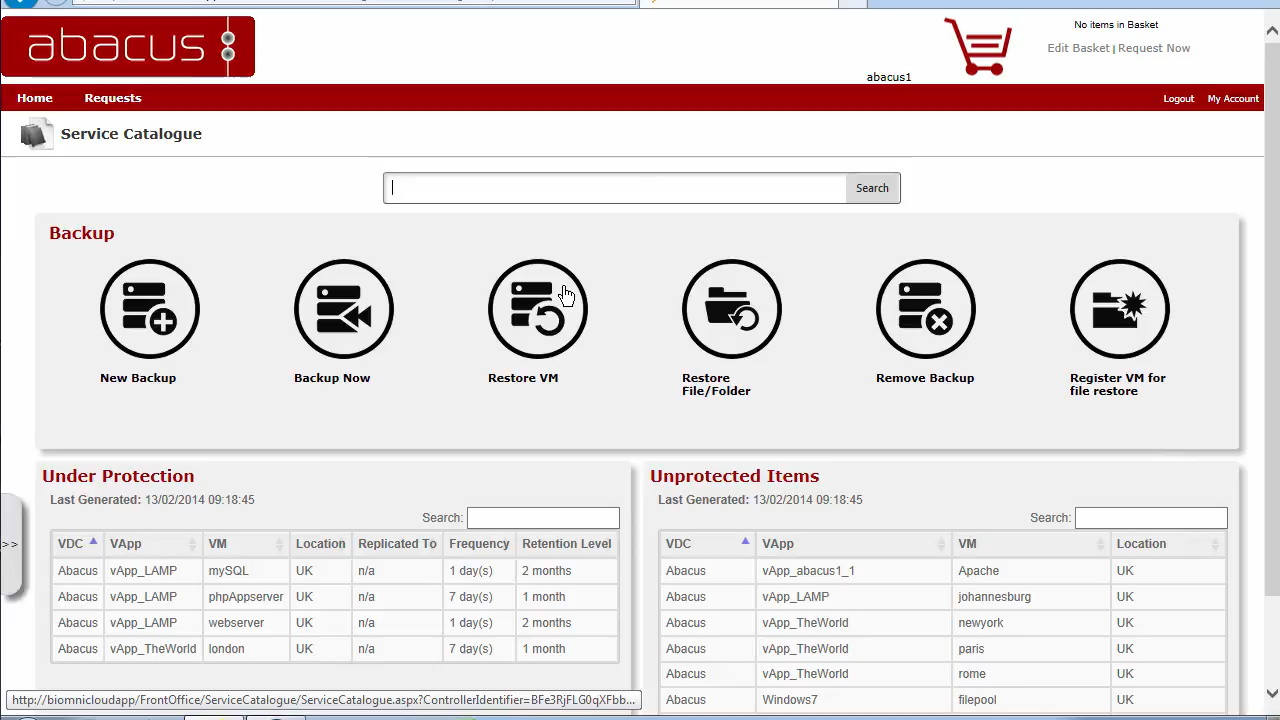 abacus
No items in Basket
Edit Basket | Request Now
abacus1
Home Requests Logout My Account
Service Catalogue
Search
Backup
New Backup
Backup Now
Restore VM
Restore
File/Folder
Remove Backup
Register VM for
file restore
Under Protection
Last Generated: 13/02/2014 09:18:45
Search:
VDC VApp VM Location Replicated To Frequency Retention Level
Abacus vApp_LAMP mySQL UK n/a 1 day(s) 2 months
Abacus vApp_LAMP phpAppserver UK n/a 7 day(s) 1 month
Abacus vApp_LAMP webserver UK n/a 1 day(s) 2 months
Abacus vApp_TheWorld london UK n/a 7 day(s) 1 month
Unprotected Items
Last Generated: 13/02/2014 09:18:45
Search:
VDC VApp VM Location
Abacus vApp_abacus1_1 Apache UK
Abacus vApp_LAMP johannesburg UK
Abacus vApp_TheWorld newyork UK
Abacus vApp_TheWorld paris UK
Abacus vApp_TheWorld rome UK
Abacus Windows7 filepool UK
>>
http://biomnicloudapp/FrontOffice/ServiceCatalogue/ServiceCatalogue.aspx?ControllerIdentifier=BFe3RjFLG0qXFbb...